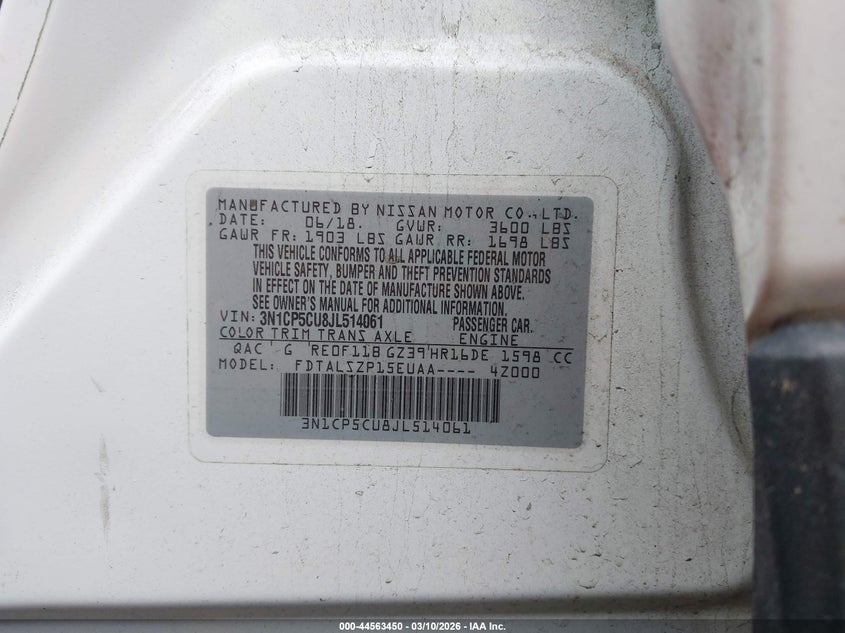 MANUFACTURED BY NISSAN MOTOR CO., LTD.
DATE: 06/18. GVWR: 3600 LBS
GAWR FR: 1903 LBS GAWR RR: 1698 LBS
THIS VEHICLE CONFORMS TO ALL APPLICABLE FEDERAL MOTOR
VEHICLE SAFETY, BUMPER AND THEFT PREVENTION STANDARDS
IN EFFECT ON THE DATE OF MANUFACTURE SHOWN ABOVE.
SEE OWNER'S MANUAL FOR ADDITIONAL INFORMATION.
VIN: 3N1CP5CU8JL514061 PASSENGER CAR.
COLOR TRIM TRANS AXLE ENGINE
QAC G RE0F11B GZ39 HR16DE 1598 CC
MODEL: FDTALSZP15EUAA---- 4Z000
3N1CP5CU8JL514061
000-44563450 - 03/10/2026 - IAA Inc.